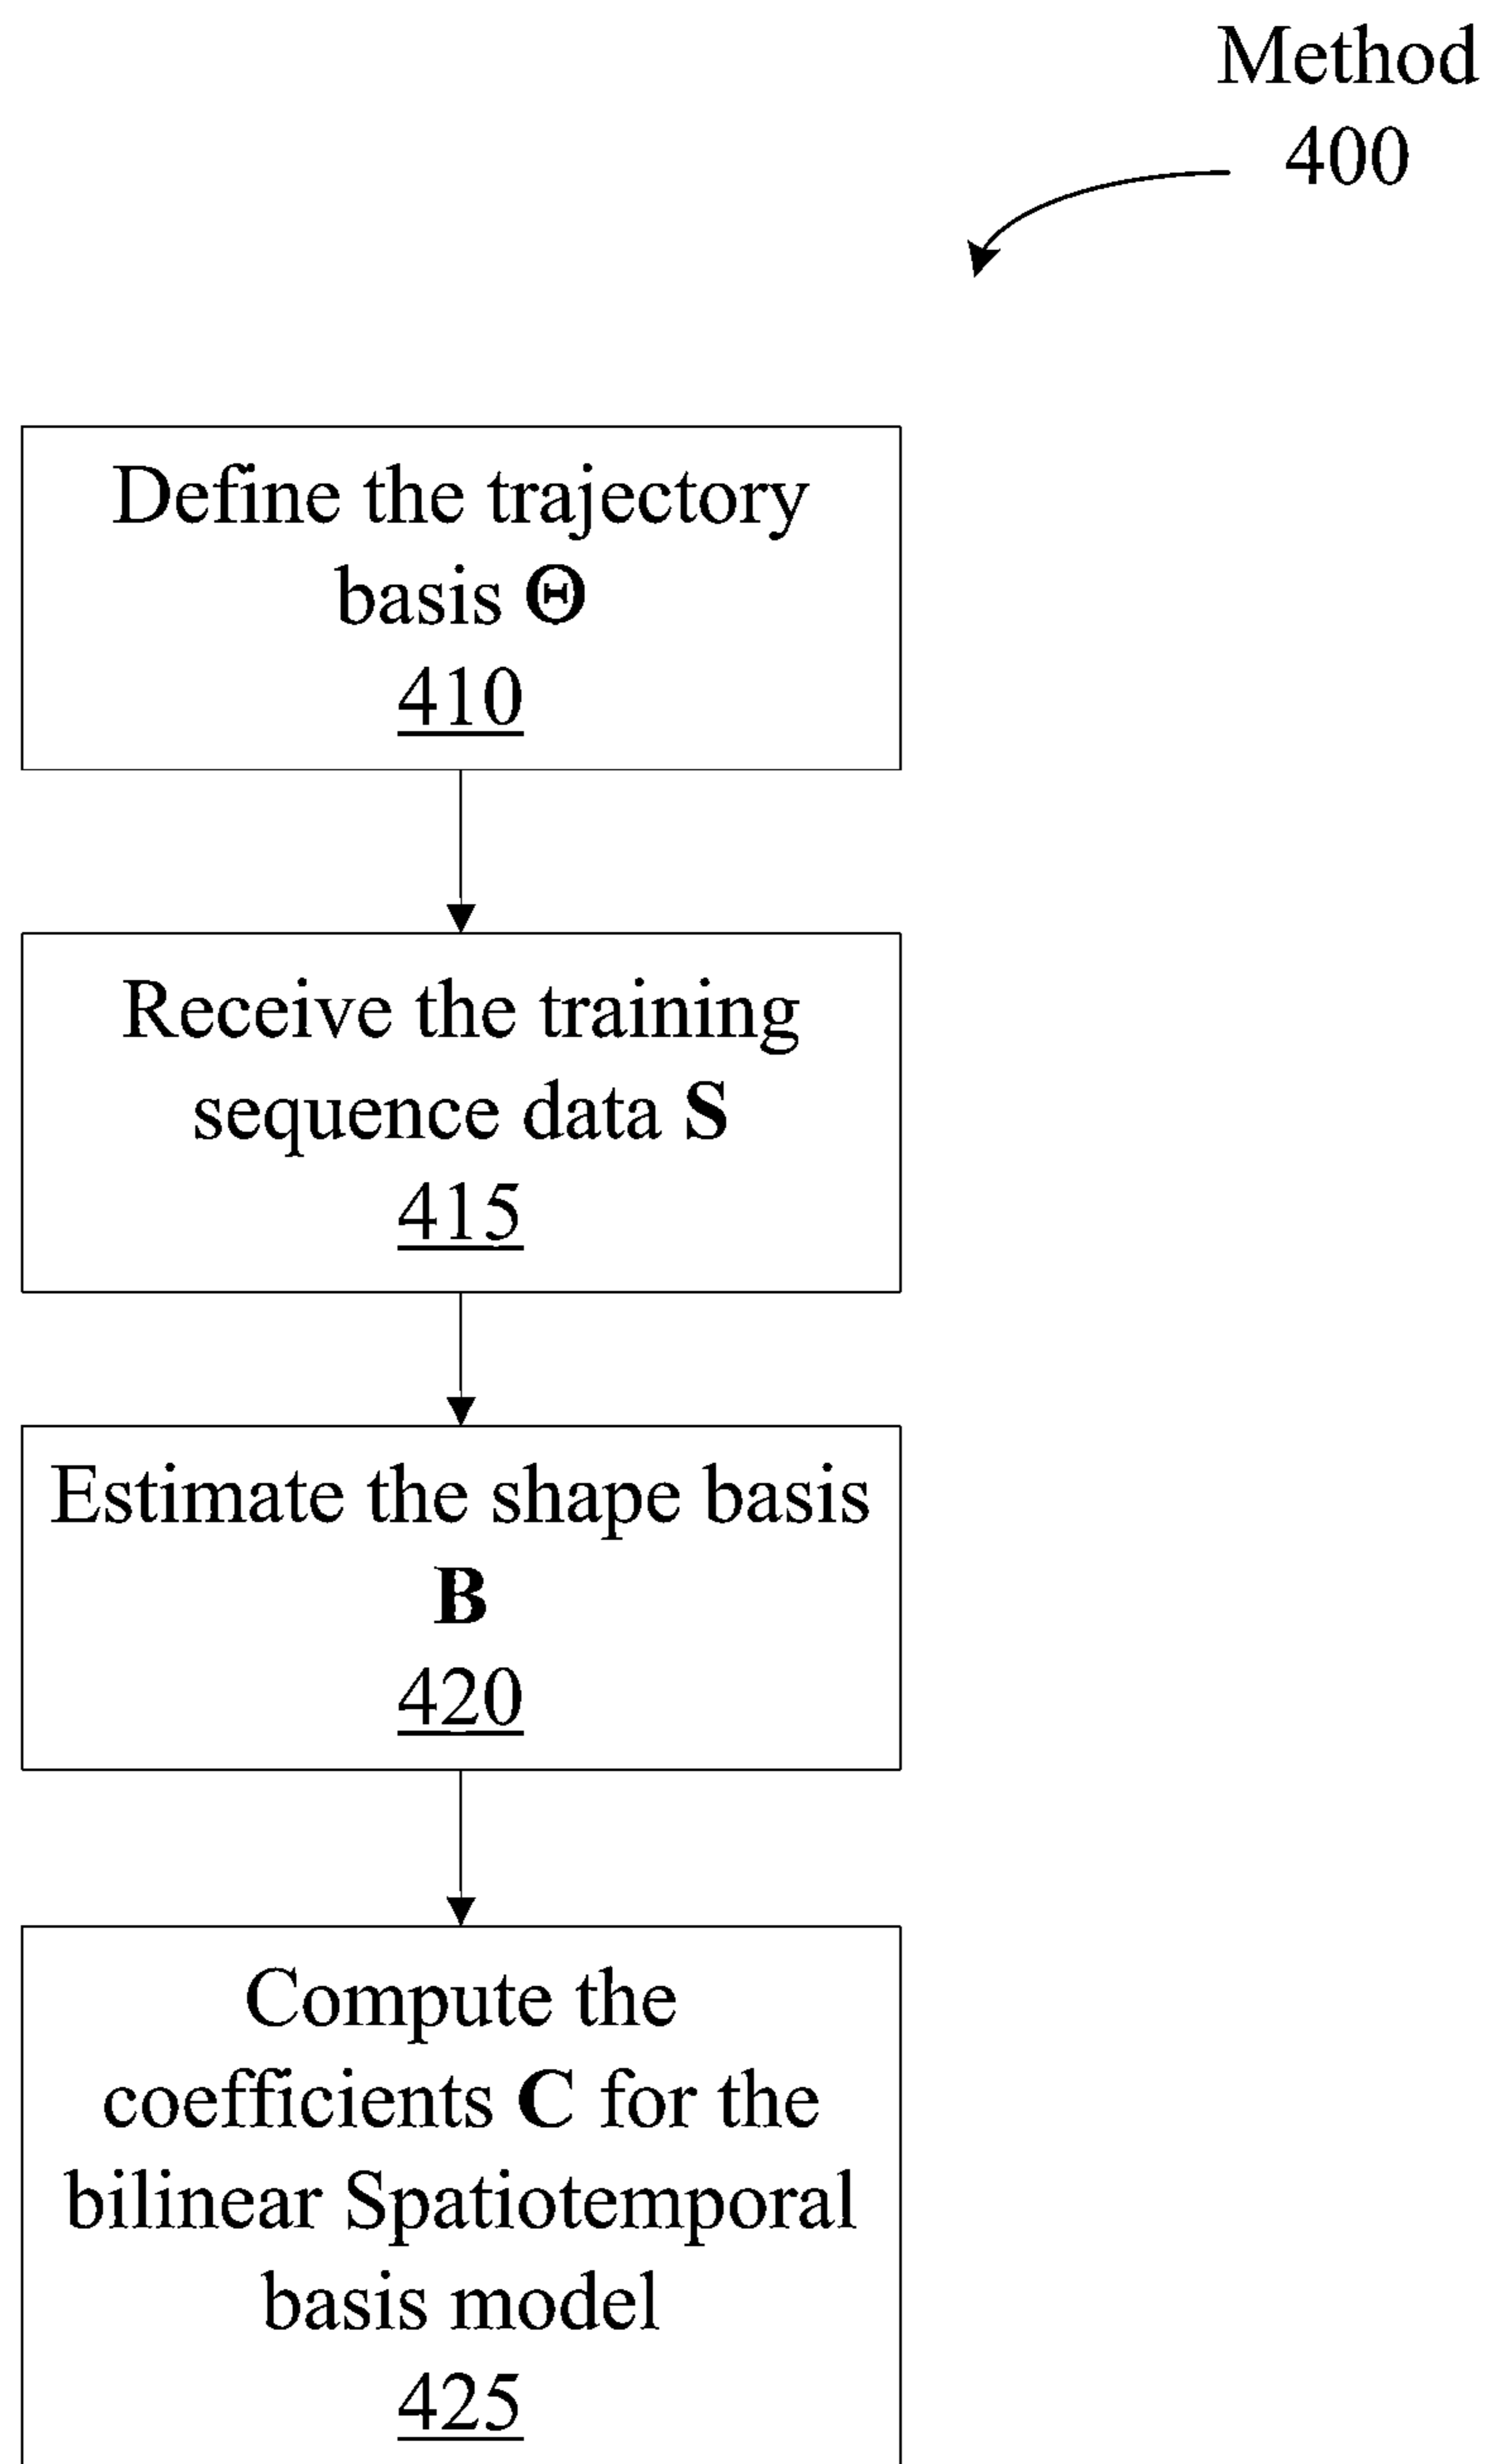 Method
400
Define the trajectory
basis Θ
410
Receive the training
sequence data S
415
Estimate the shape basis
B
420
Compute the
coefficients C for the
bilinear Spatiotemporal
basis model
425